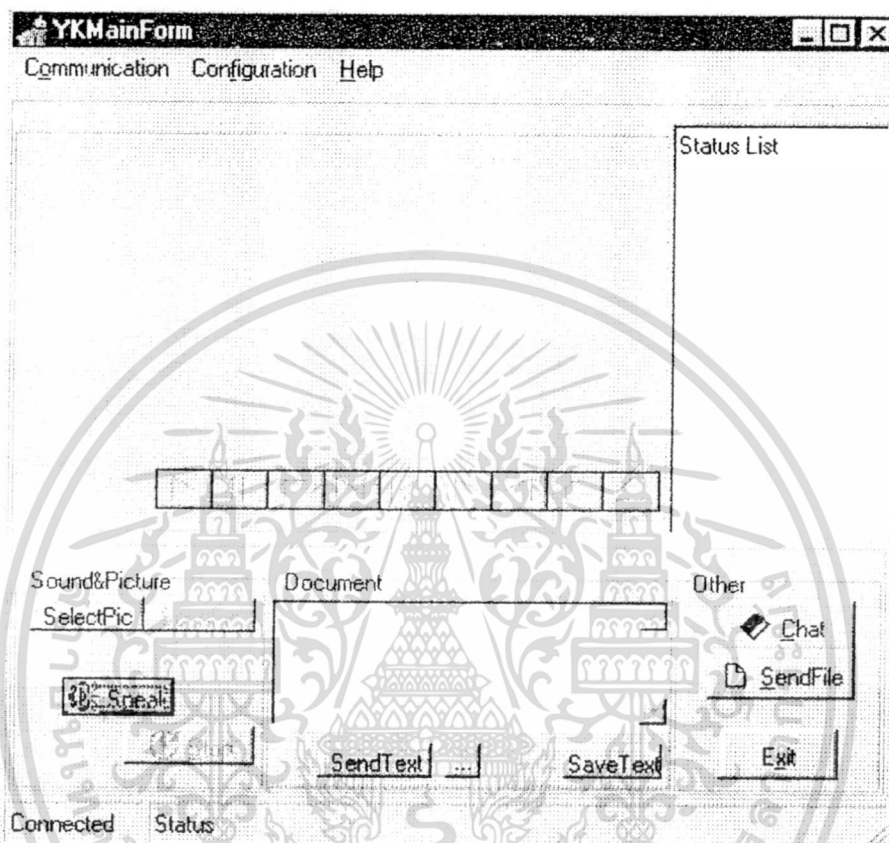 YKMainForm
Communication Configuration Help
Status List
Sound&Picture
SelectPic
Speak
Document
SendText ... SaveText
Other
Chat
SendFile
Exit
Connected Status